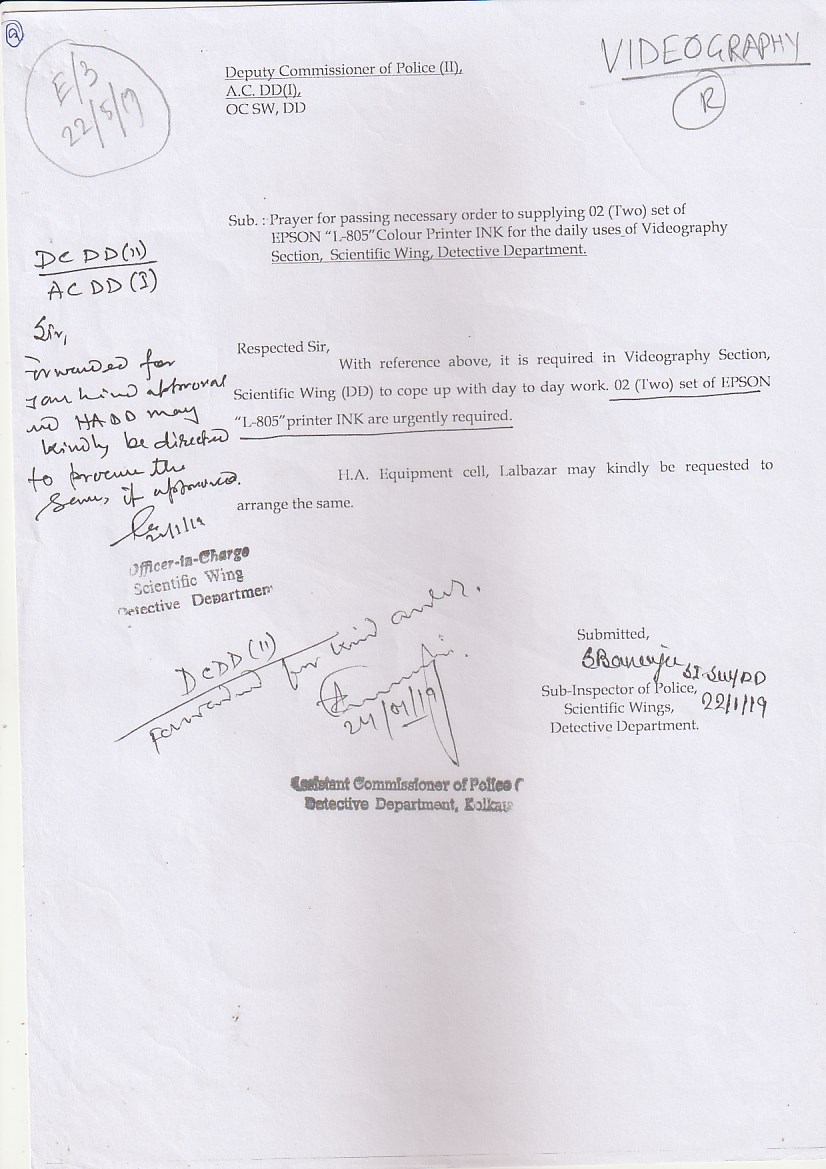 VIDEOGRAPHY
R
E/3
22/5/19
Deputy Commissioner of Police (II),
A.C. DD(I),
OC SW, DD
Sub. : Prayer for passing necessary order to supplying 02 (Two) set of
EPSON "L-805"Colour Printer INK for the daily uses of Videography
Section, Scientific Wing, Detective Department.
DC DD(II)
AC DD (I)
Sir,
Forwarded for
your kind approval
and HADD may
kindly be directed
to procure the
same, if approved.
22/1/19
Officer-in-Charge
Scientific Wing
Detective Departmen
Respected Sir,
With reference above, it is required in Videography Section,
Scientific Wing (DD) to cope up with day to day work. 02 (Two) set of EPSON
"L-805"printer INK are urgently required.
H.A. Equipment cell, Lalbazar may kindly be requested to
arrange the same.
DCDD(II)
Forwarded for kind order.
24/01/19
Assistant Commissioner of Police (
Detective Department, Kolkat
Submitted,
SBanerjee SI-SW/DD
Sub-Inspector of Police,
22/1/19
Scientific Wings,
Detective Department.